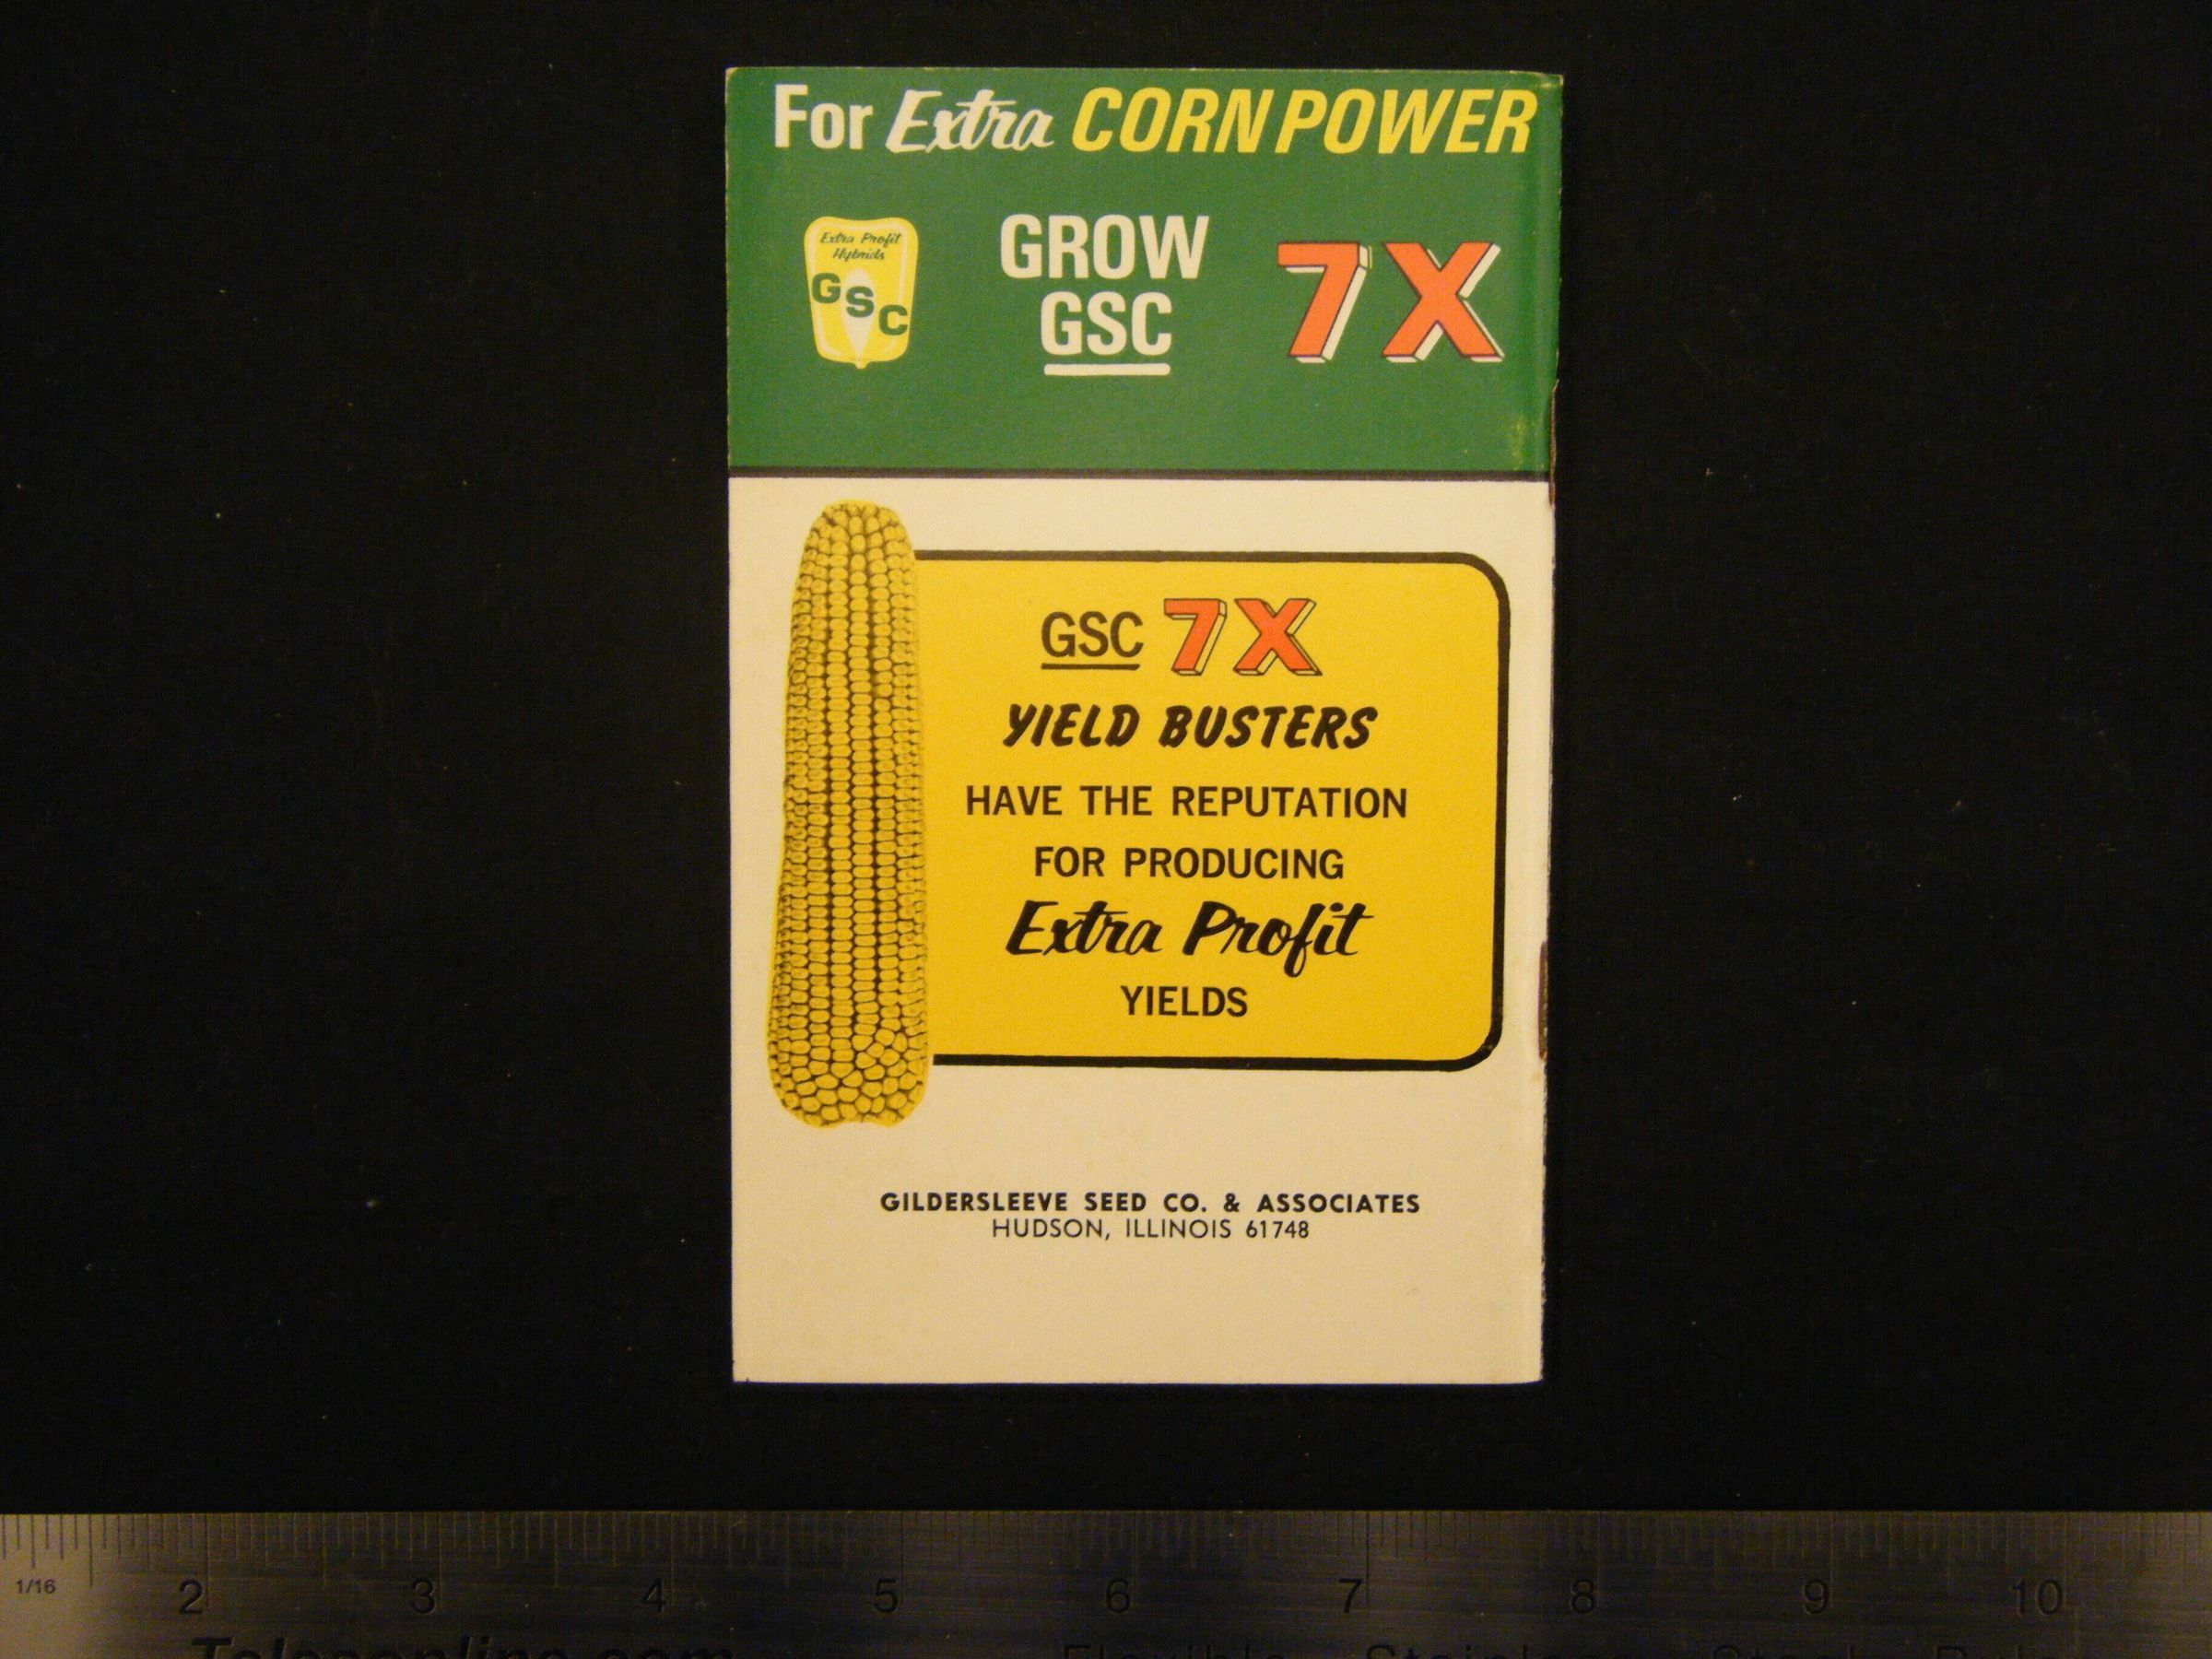 For Extra CORN POWER
Extra Profit
Hybrids
GSC
GROW
GSC
7X
GSC 7X
YIELD BUSTERS
HAVE THE REPUTATION
FOR PRODUCING
Extra Profit
YIELDS
GILDERSLEEVE SEED CO. & ASSOCIATES
HUDSON, ILLINOIS 61748
1/16 2 3 4 5 6 7 8 9 10